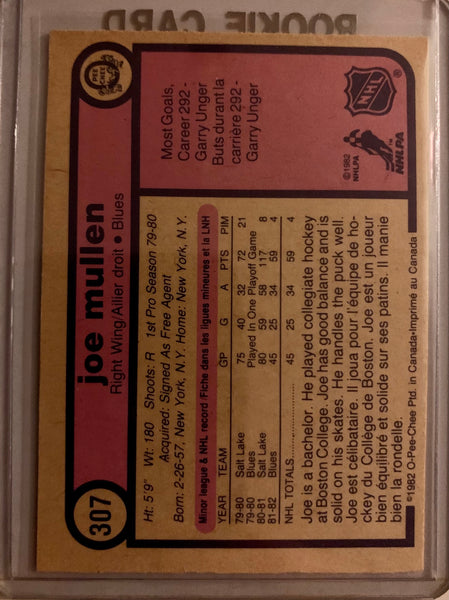 ROOKIE CARD
307
joe mullen
Right Wing/Ailier droit • Blues
O PEE CHEE
Ht: 5'9" Wt: 180 Shoots: R 1st Pro Season 79-80
Acquired: Signed As Free Agent
Born: 2-26-57, New York, N.Y. Home: New York, N.Y.
Minor league & NHL record/Fiche dans les ligues mineures et la LNH
YEAR TEAM GP G A PTS PIM
79-80 Salt Lake 75 40 32 72 21
79-80 Blues Played In One Playoff Game
80-81 Salt Lake 80 59 58 117 8
81-82 Blues 45 25 34 59 4
NHL TOTALS 45 25 34 59 4
Joe is a bachelor. He played collegiate hockey
at Boston College. Joe has good balance and is
solid on his skates. He handles the puck well.
Joe est célibataire. Il joua pour l'équipe de ho-
ckey du Collège de Boston. Joe est un joueur
bien équilibré et solide sur ses patins. Il manie
bien la rondelle.
©1982 O-Pee-Chee Ptd. in Canada-Imprimé au Canada
Most Goals,
Career 292 -
Garry Unger
Buts durant la
carrière 292 -
Garry Unger
NHL®
©1982
NHLPA
NHLPA